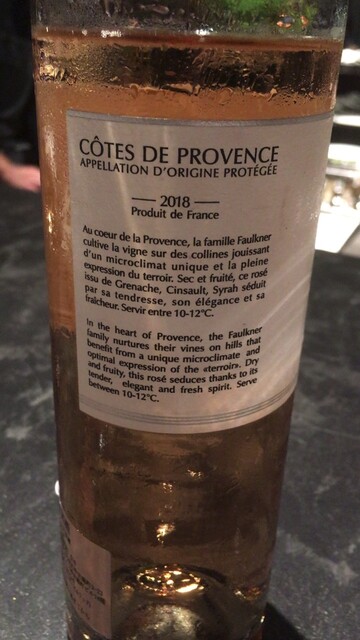 CÔTES DE PROVENCE
APPELLATION D'ORIGINE PROTÉGÉE
— 2018 —
Produit de France
Au coeur de la Provence, la famille Faulkner
cultive la vigne sur des collines jouissant
d'un microclimat unique et la pleine
expression du terroir. Sec et fruité, ce rosé
issu de Grenache, Cinsault, Syrah séduit
par sa tendresse, son élégance et sa
fraîcheur. Servir entre 10-12°C.
In the heart of Provence, the Faulkner
family nurtures their vines on hills that
benefit from a unique microclimate and
optimal expression of the «terroir». Dry
and fruity, this rosé seduces thanks to its
tender, elegant and fresh spirit. Serve
between 10-12°C.